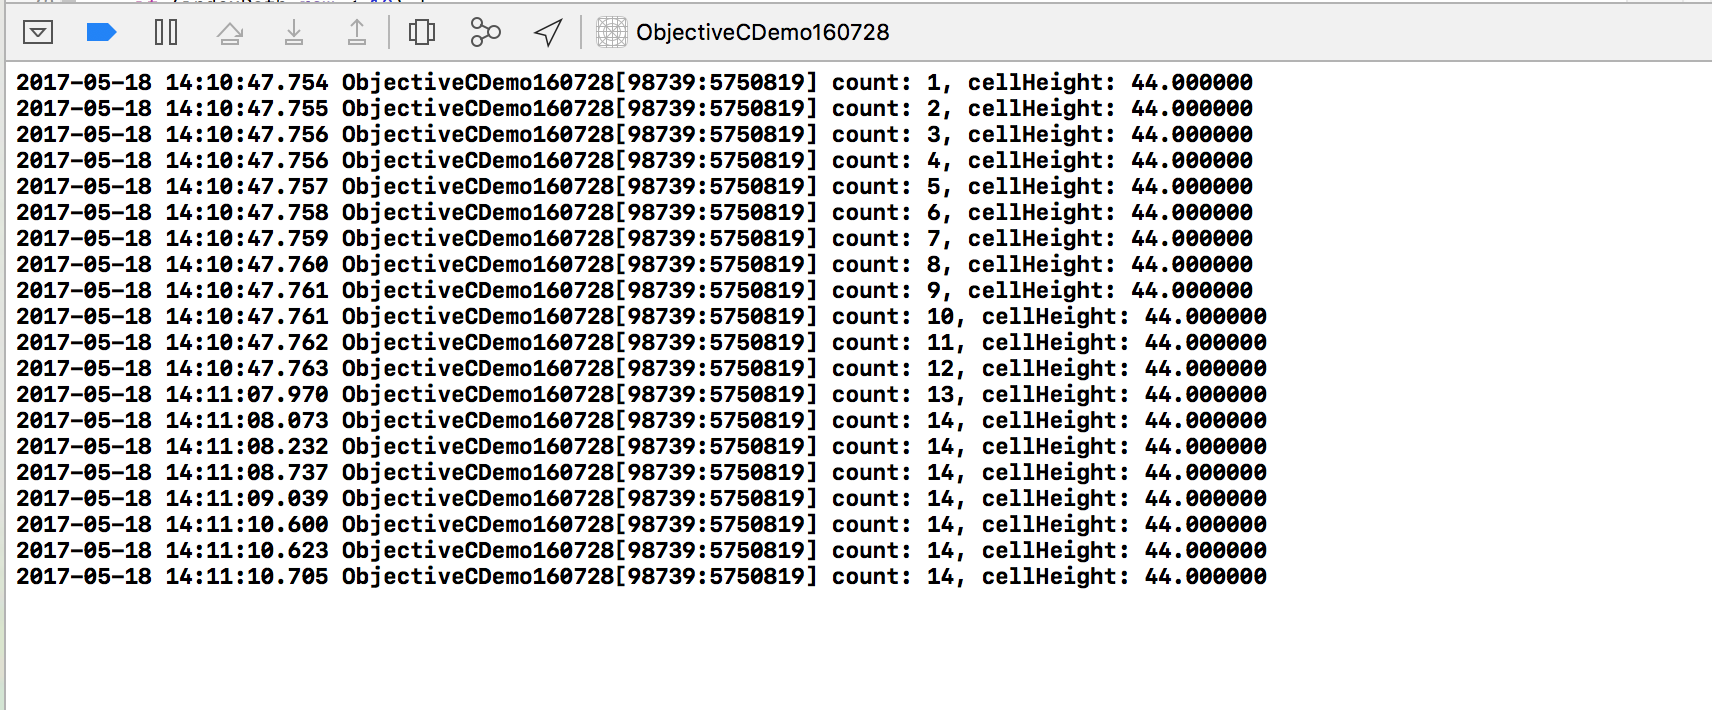 ObjectiveCDemo160728
2017-05-18 14:10:47.754 ObjectiveCDemo160728[98739:5750819] count: 1, cellHeight: 44.000000
2017-05-18 14:10:47.755 ObjectiveCDemo160728[98739:5750819] count: 2, cellHeight: 44.000000
2017-05-18 14:10:47.756 ObjectiveCDemo160728[98739:5750819] count: 3, cellHeight: 44.000000
2017-05-18 14:10:47.756 ObjectiveCDemo160728[98739:5750819] count: 4, cellHeight: 44.000000
2017-05-18 14:10:47.757 ObjectiveCDemo160728[98739:5750819] count: 5, cellHeight: 44.000000
2017-05-18 14:10:47.758 ObjectiveCDemo160728[98739:5750819] count: 6, cellHeight: 44.000000
2017-05-18 14:10:47.759 ObjectiveCDemo160728[98739:5750819] count: 7, cellHeight: 44.000000
2017-05-18 14:10:47.760 ObjectiveCDemo160728[98739:5750819] count: 8, cellHeight: 44.000000
2017-05-18 14:10:47.761 ObjectiveCDemo160728[98739:5750819] count: 9, cellHeight: 44.000000
2017-05-18 14:10:47.761 ObjectiveCDemo160728[98739:5750819] count: 10, cellHeight: 44.000000
2017-05-18 14:10:47.762 ObjectiveCDemo160728[98739:5750819] count: 11, cellHeight: 44.000000
2017-05-18 14:10:47.763 ObjectiveCDemo160728[98739:5750819] count: 12, cellHeight: 44.000000
2017-05-18 14:11:07.970 ObjectiveCDemo160728[98739:5750819] count: 13, cellHeight: 44.000000
2017-05-18 14:11:08.073 ObjectiveCDemo160728[98739:5750819] count: 14, cellHeight: 44.000000
2017-05-18 14:11:08.232 ObjectiveCDemo160728[98739:5750819] count: 14, cellHeight: 44.000000
2017-05-18 14:11:08.737 ObjectiveCDemo160728[98739:5750819] count: 14, cellHeight: 44.000000
2017-05-18 14:11:09.039 ObjectiveCDemo160728[98739:5750819] count: 14, cellHeight: 44.000000
2017-05-18 14:11:10.600 ObjectiveCDemo160728[98739:5750819] count: 14, cellHeight: 44.000000
2017-05-18 14:11:10.623 ObjectiveCDemo160728[98739:5750819] count: 14, cellHeight: 44.000000
2017-05-18 14:11:10.705 ObjectiveCDemo160728[98739:5750819] count: 14, cellHeight: 44.000000